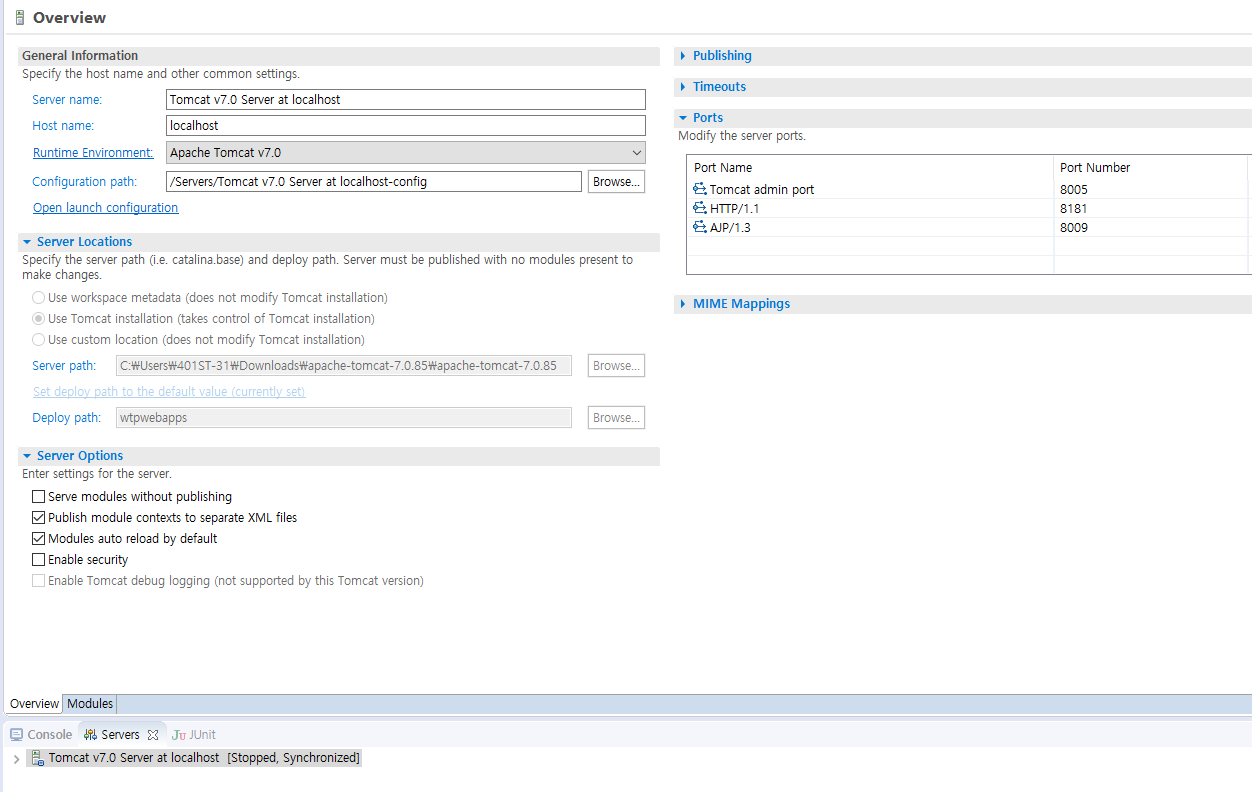 Overview
General Information
Specify the host name and other common settings.
Server name: Tomcat v7.0 Server at localhost
Host name: localhost
Runtime Environment: Apache Tomcat v7.0
Configuration path: /Servers/Tomcat v7.0 Server at localhost-config Browse...
Open launch configuration
Server Locations
Specify the server path (i.e. catalina.base) and deploy path. Server must be published with no modules present to
make changes.
Use workspace metadata (does not modify Tomcat installation)
Use Tomcat installation (takes control of Tomcat installation)
Use custom location (does not modify Tomcat installation)
Server path: C:₩Users₩401ST-31₩Downloads₩apache-tomcat-7.0.85₩apache-tomcat-7.0.85 Browse...
Set deploy path to the default value (currently set)
Deploy path: wtpwebapps Browse...
Server Options
Enter settings for the server.
Serve modules without publishing
Publish module contexts to separate XML files
Modules auto reload by default
Enable security
Enable Tomcat debug logging (not supported by this Tomcat version)
Publishing
Timeouts
Ports
Modify the server ports.
Port Name Port Number
Tomcat admin port 8005
HTTP/1.1 8181
AJP/1.3 8009
MIME Mappings
Overview Modules
Console Servers JUnit
Tomcat v7.0 Server at localhost [Stopped, Synchronized]